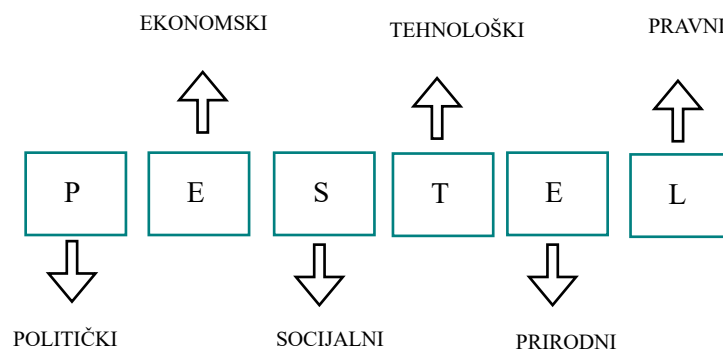 EKONOMSKI TEHNOLOŠKI PRAVNI
P E S T E L
POLITIČKI SOCIJALNI PRIRODNI